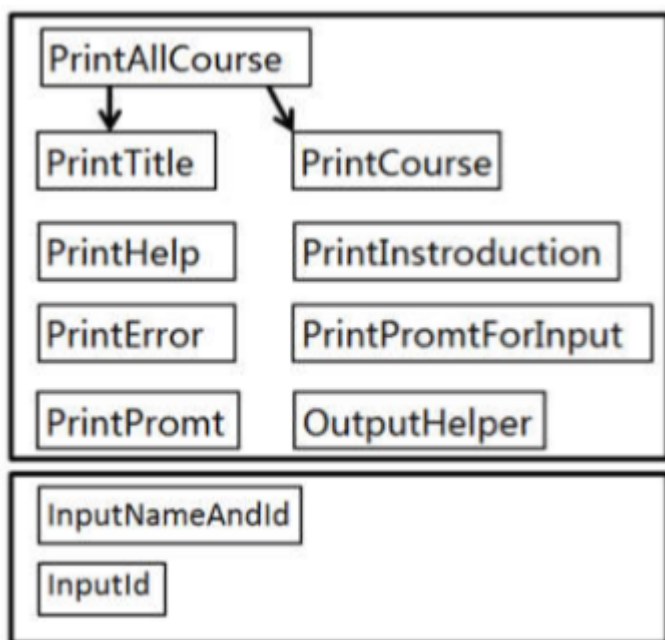 PrintAllCourse
PrintTitle PrintCourse
PrintHelp PrintInstroduction
PrintError PrintPromtForInput
PrintPromt OutputHelper
InputNameAndId
InputId